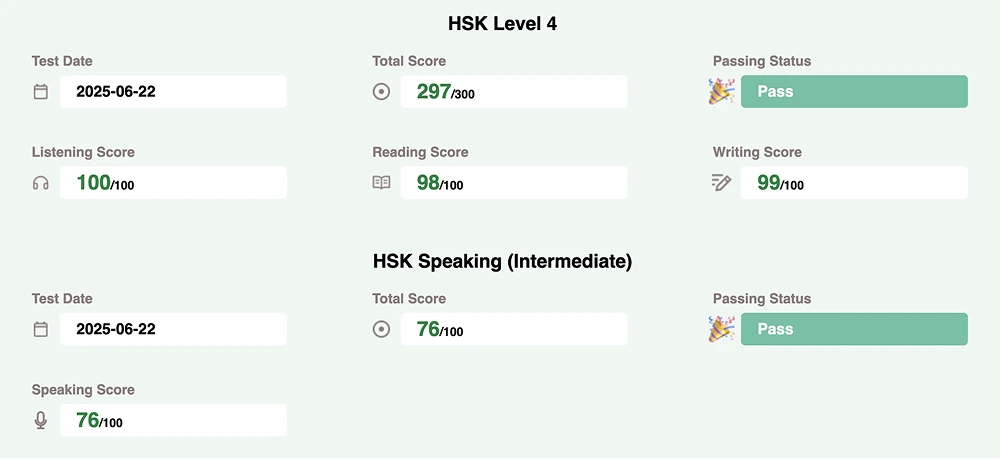 HSK Level 4
Test Date Total Score Passing Status
2025-06-22 297/300 Pass
Listening Score Reading Score Writing Score
100/100 98/100 99/100
HSK Speaking (Intermediate)
Test Date Total Score Passing Status
2025-06-22 76/100 Pass
Speaking Score
76/100